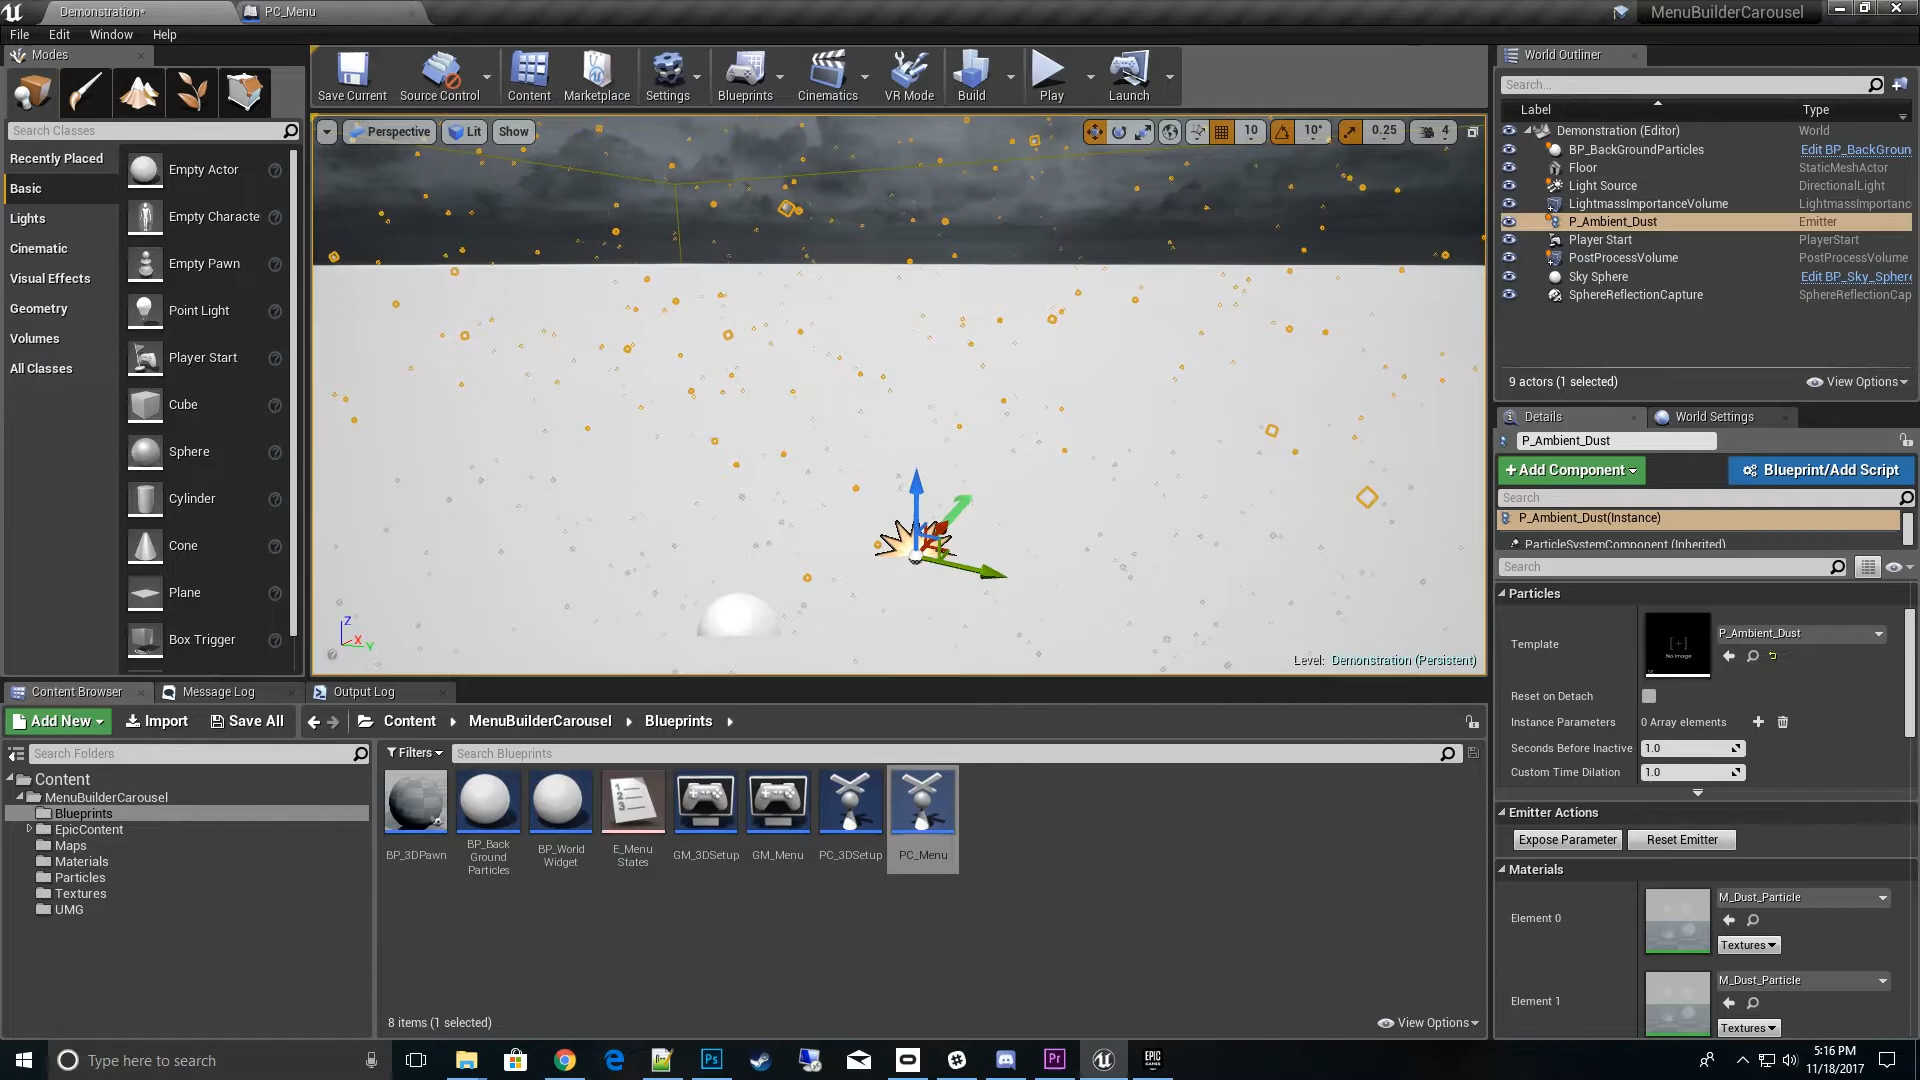 Demonstration*
PC_Menu
MenuBuilderCarousel
File Edit Window Help
Modes
Search Classes
Recently Placed
Basic
Lights
Cinematic
Visual Effects
Geometry
Volumes
All Classes
Empty Actor
Empty Characte
Empty Pawn
Point Light
Player Start
Cube
Sphere
Cylinder
Cone
Plane
Box Trigger
Save Current
Source Control
Content
Marketplace
Settings
Blueprints
Cinematics
VR Mode
Build
Play
Launch
Perspective
Lit
Show
10
10°
0.25
4
Z
X
Y
Level: Demonstration (Persistent)
World Outliner
Search...
Label Type
Demonstration (Editor) World
BP_BackGroundParticles Edit BP_BackGroun
Floor StaticMeshActor
Light Source DirectionalLight
LightmassImportanceVolume LightmassImportanc
P_Ambient_Dust Emitter
Player Start PlayerStart
PostProcessVolume PostProcessVolume
Sky Sphere Edit BP_Sky_Sphere
SphereReflectionCapture SphereReflectionCap
9 actors (1 selected)
View Options
Details
World Settings
P_Ambient_Dust
+Add Component
Blueprint/Add Script
Search
P_Ambient_Dust(Instance)
ParticleSystemComponent (Inherited)
Search
Particles
Template
No Image
P_Ambient_Dust
Reset on Detach
Instance Parameters 0 Array elements
Seconds Before Inactive 1.0
Custom Time Dilation 1.0
Emitter Actions
Expose Parameter
Reset Emitter
Materials
Element 0
M_Dust_Particle
Textures
Element 1
M_Dust_Particle
Textures
Content Browser
Message Log
Output Log
Add New
Import
Save All
Content
MenuBuilderCarousel
Blueprints
Search Folders
Filters
Search Blueprints
Content
MenuBuilderCarousel
Blueprints
EpicContent
Maps
Materials
Particles
Textures
UMG
BP_3DPawn
BP_Back
Ground
Particles
BP_World
Widget
E_Menu
States
GM_3DSetup
GM_Menu
PC_3DSetup
PC_Menu
8 items (1 selected)
View Options
Type here to search
Ps
Pr
EPIC
GAMES
5:16 PM
11/18/2017